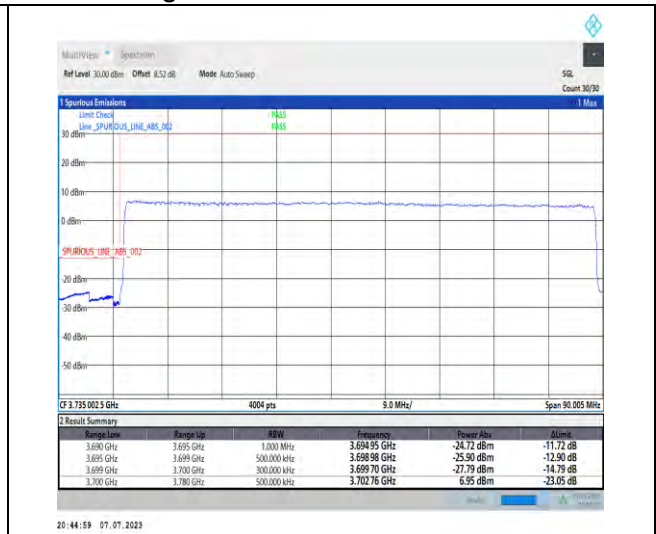 MultiView Spectrum
Ref Level 30.00 dBm Offset 8.52 dB Mode Auto Sweep SGL
Count 30/30
1 Spurious Emissions 1 Max
Limit Check PASS
Line _SPURIOUS_LINE_ABS_002 PASS
30 dBm
20 dBm
10 dBm
0 dBm
SPURIOUS_LINE_ABS_002
-20 dBm
-30 dBm
-40 dBm
-50 dBm
CF 3.735 002 5 GHz 4004 pts 9.0 MHz/ Span 90.005 MHz
2 Result Summary
Range Low Range Up RBW Frequency Power Abs ΔLimit
3.690 GHz 3.695 GHz 1.000 MHz 3.694 95 GHz -24.72 dBm -11.72 dB
3.695 GHz 3.699 GHz 500.000 kHz 3.698 98 GHz -25.90 dBm -12.90 dB
3.699 GHz 3.700 GHz 300.000 kHz 3.699 70 GHz -27.79 dBm -14.79 dB
3.700 GHz 3.780 GHz 500.000 kHz 3.702 76 GHz 6.95 dBm -23.05 dB
20:44:59 07.07.2023